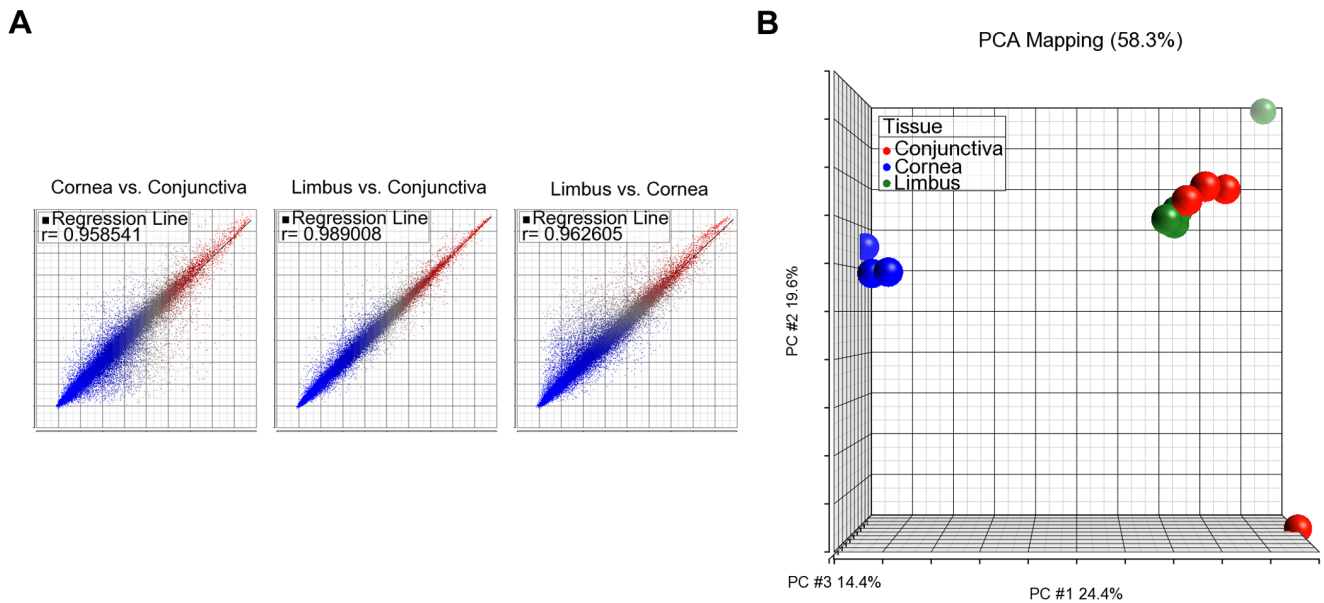 A
Cornea vs. Conjunctiva
Regression Line
r= 0.958541
Limbus vs. Conjunctiva
Regression Line
r= 0.989008
Limbus vs. Cornea
Regression Line
r= 0.962605
B
PCA Mapping (58.3%)
Tissue
Conjunctiva
Cornea
Limbus
PC #2 19.6%
PC #3 14.4%
PC #1 24.4%